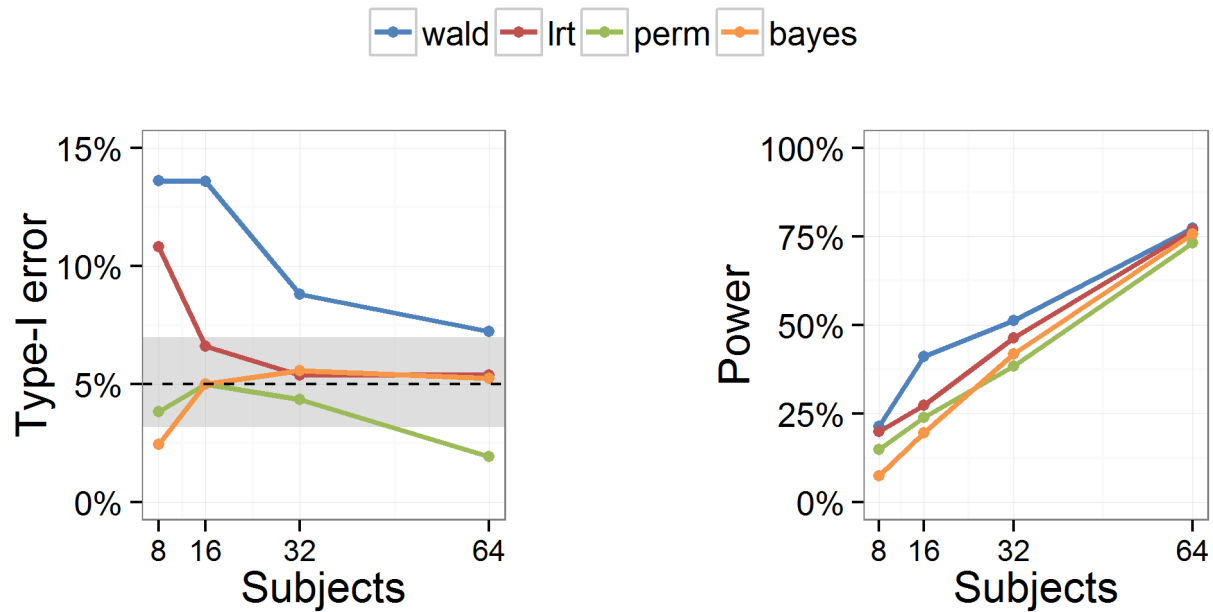 wald lrt perm bayes
Type-I error
15%
10%
5%
0%
8 16 32 64
Subjects
Power
100%
75%
50%
25%
0%
8 16 32 64
Subjects